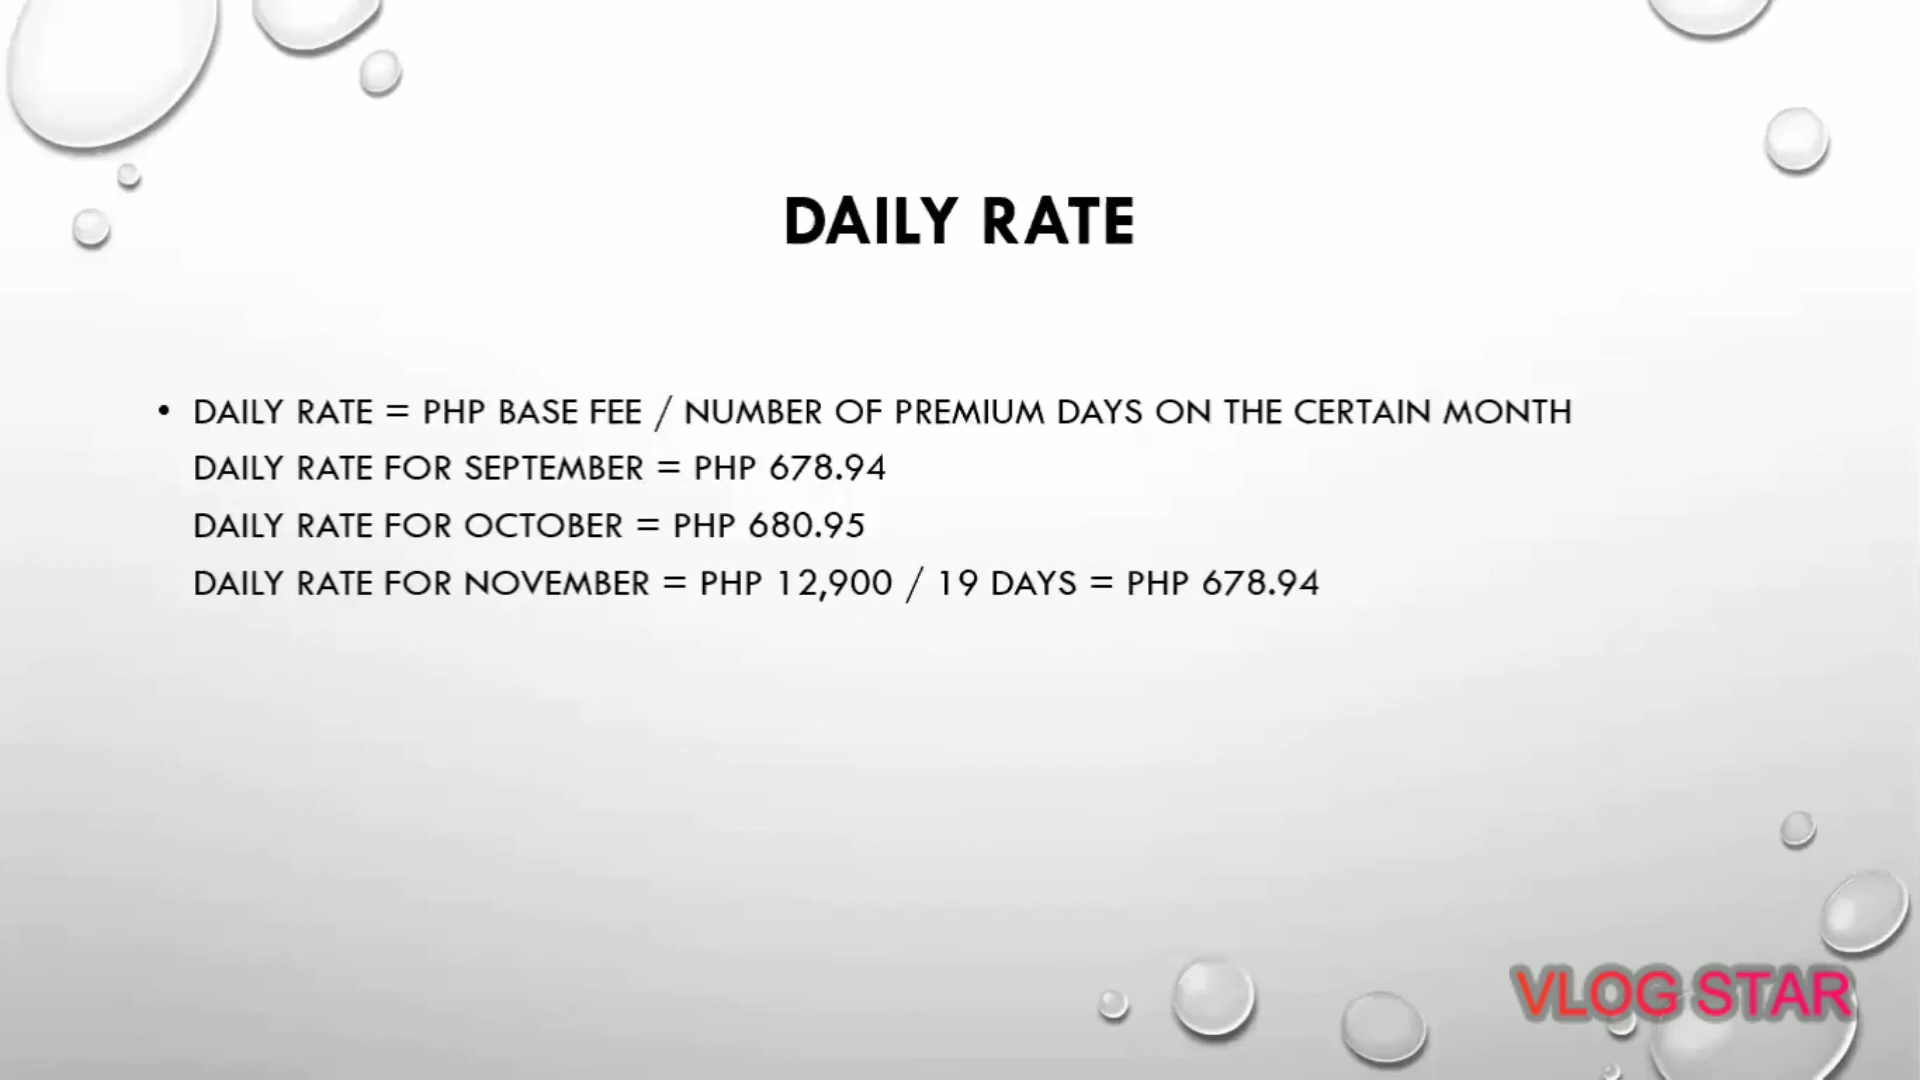 DAILY RATE
• DAILY RATE = PHP BASE FEE / NUMBER OF PREMIUM DAYS ON THE CERTAIN MONTH
DAILY RATE FOR SEPTEMBER = PHP 678.94
DAILY RATE FOR OCTOBER = PHP 680.95
DAILY RATE FOR NOVEMBER = PHP 12,900 / 19 DAYS = PHP 678.94
VLOG STAR